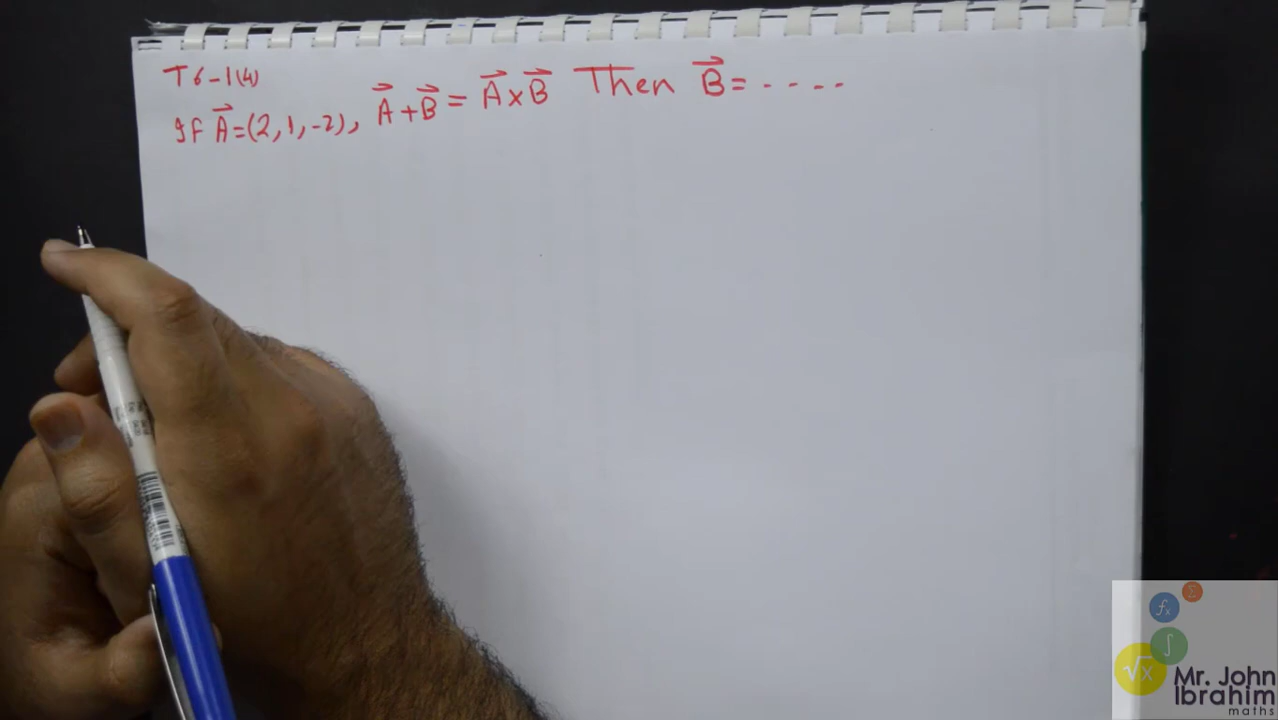 T6-1(4)
If A⃗=(2,1,-2), A⃗+B⃗=A⃗×B⃗ Then B⃗=-----
Mr. John
Ibrahim
maths